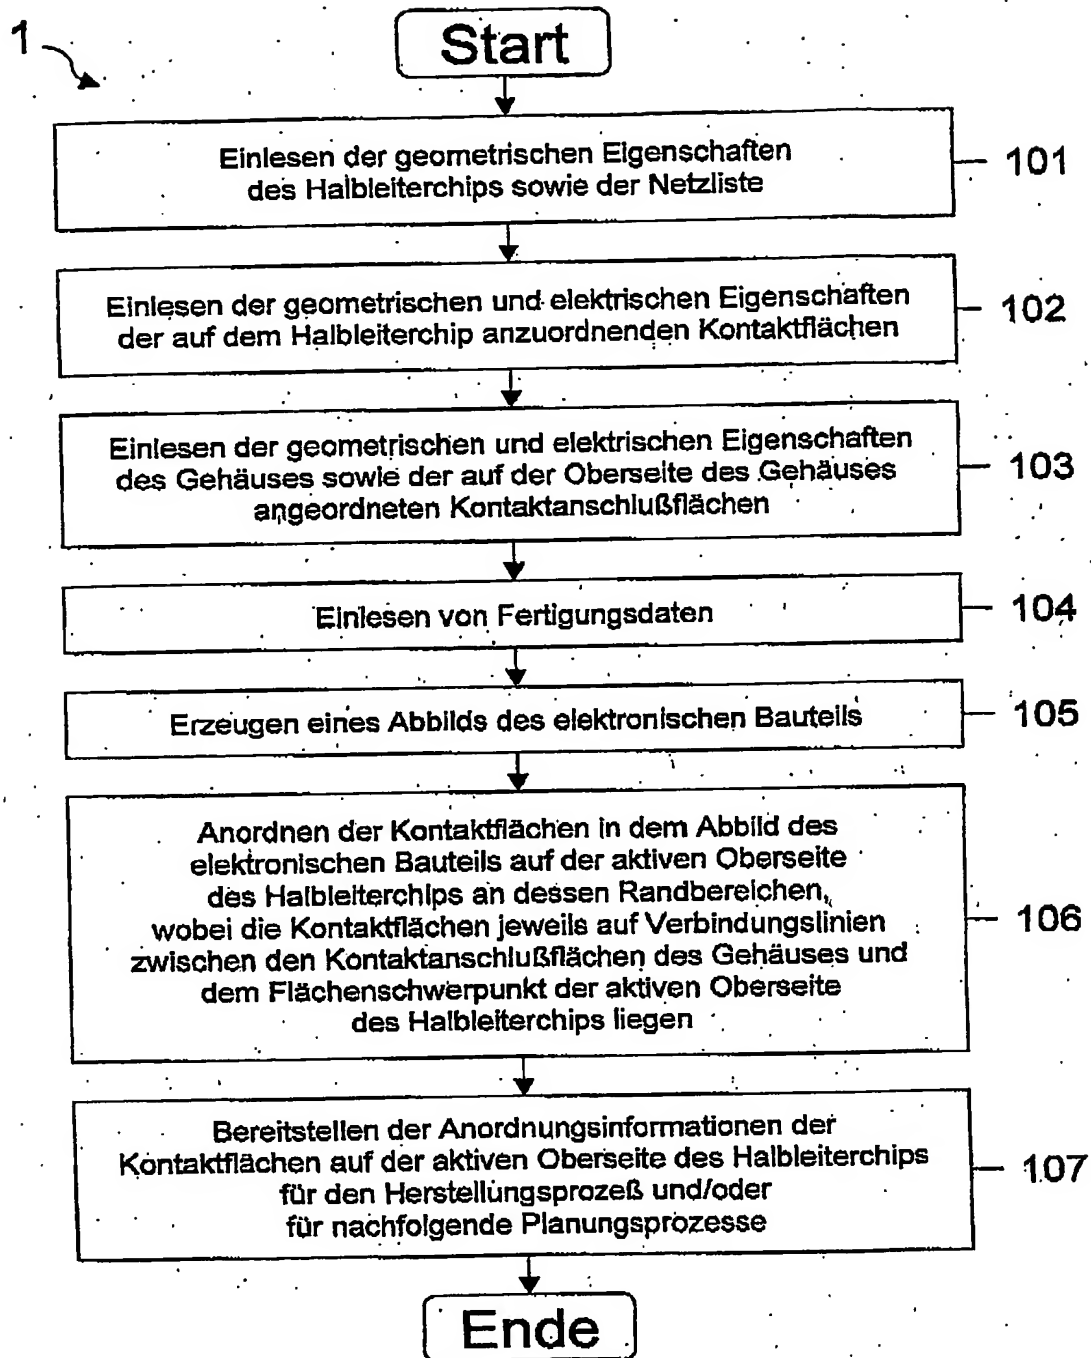 1
Start
Einlesen der geometrischen Eigenschaften
des Halbleiterchips sowie der Netzliste
101
Einlesen der geometrischen und elektrischen Eigenschaften
der auf dem Halbleiterchip anzuordnenden Kontaktflächen
102
Einlesen der geometrischen und elektrischen Eigenschaften
des Gehäuses sowie der auf der Oberseite des Gehäuses
angeordneten Kontaktanschlußflächen
103
Einlesen von Fertigungsdaten
104
Erzeugen eines Abbilds des elektronischen Bauteils
105
Anordnen der Kontaktflächen in dem Abbild des
elektronischen Bauteils auf der aktiven Oberseite
des Halbleiterchips an dessen Randbereichen,
wobei die Kontaktflächen jeweils auf Verbindungslinien
zwischen den Kontaktanschlußflächen des Gehäuses und
dem Flächenschwerpunkt der aktiven Oberseite
des Halbleiterchips liegen
106
Bereitstellen der Anordnungsinformationen der
Kontaktflächen auf der aktiven Oberseite des Halbleiterchips
für den Herstellungsprozeß und/oder
für nachfolgende Planungsprozesse
107
Ende